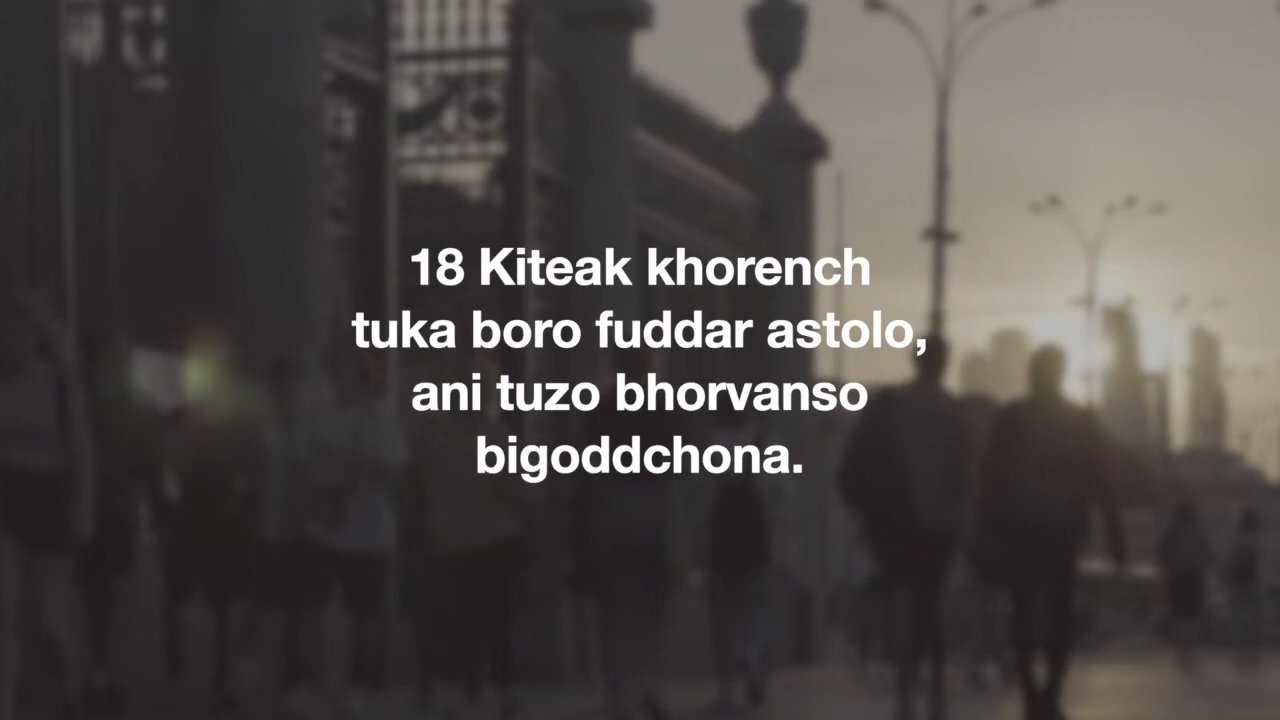 18 Kiteak khorench
tuka boro fuddar astolo,
ani tuzo bhorvanso
bigoddchona.